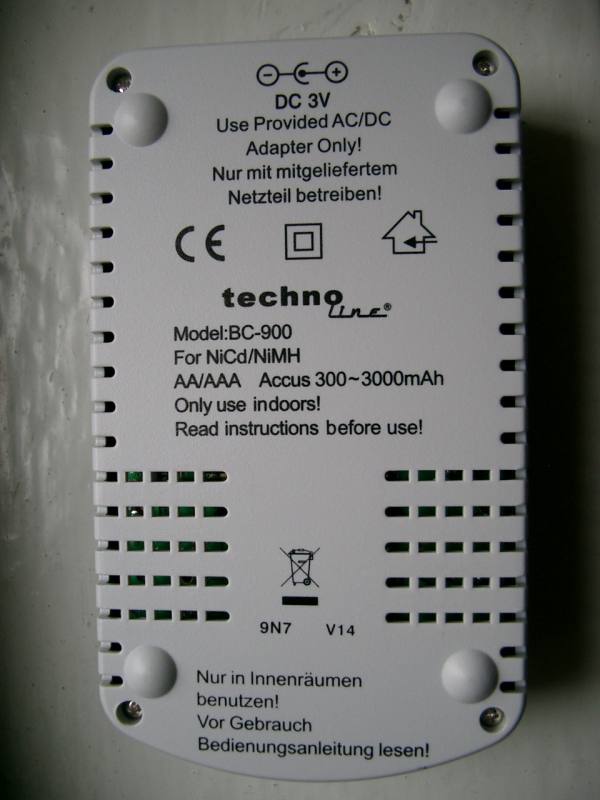 DC 3V
Use Provided AC/DC
Adapter Only!
Nur mit mitgeliefertem
Netzteil betreiben!
CE
techno
line®
Model:BC-900
For NiCd/NiMH
AA/AAA Accus 300~3000mAh
Only use indoors!
Read instructions before use!
9N7 V14
Nur in Innenräumen
benutzen!
Vor Gebrauch
Bedienungsanleitung lesen!